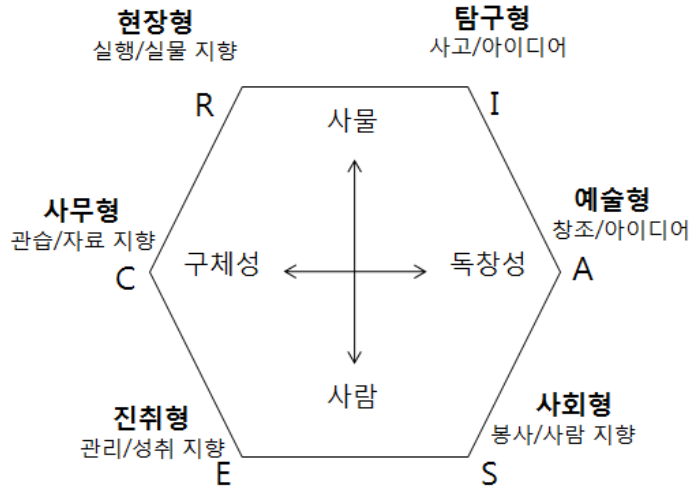 현장형
실행/실물 지향
탐구형
사고/아이디어
R
I
사물
사무형
관습/자료 지향
예술형
창조/아이디어
구체성
독창성
C
A
사람
진취형
관리/성취 지향
사회형
봉사/사람 지향
E
S